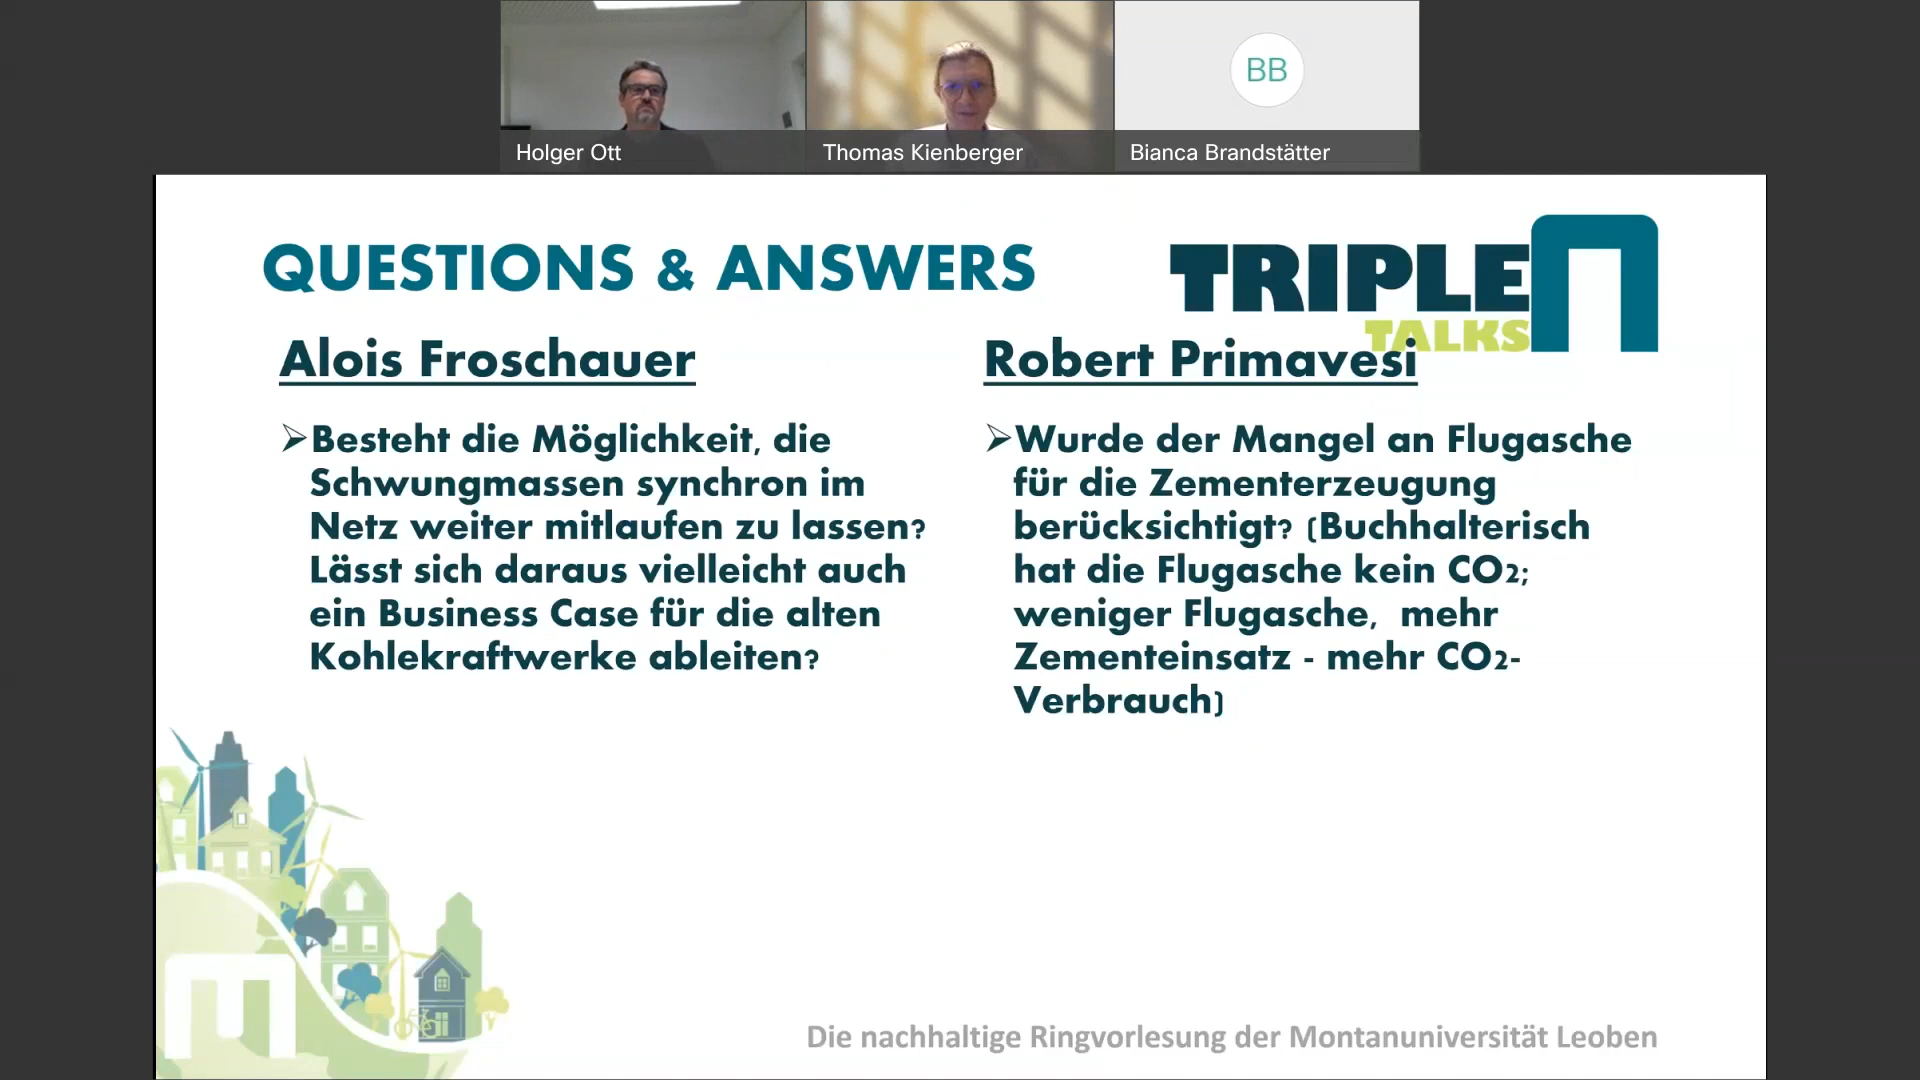 BB
Holger Ott
Thomas Kienberger
Bianca Brandstätter
QUESTIONS & ANSWERS
TRIPLE n
TALKS
Alois Froschauer
➢Besteht die Möglichkeit, die
Schwungmassen synchron im
Netz weiter mitlaufen zu lassen?
Lässt sich daraus vielleicht auch
ein Business Case für die alten
Kohlekraftwerke ableiten?
Robert Primavesi
➢Wurde der Mangel an Flugasche
für die Zementerzeugung
berücksichtigt? (Buchhalterisch
hat die Flugasche kein CO2;
weniger Flugasche, mehr
Zementeinsatz - mehr CO2-
Verbrauch)
Die nachhaltige Ringvorlesung der Montanuniversität Leoben